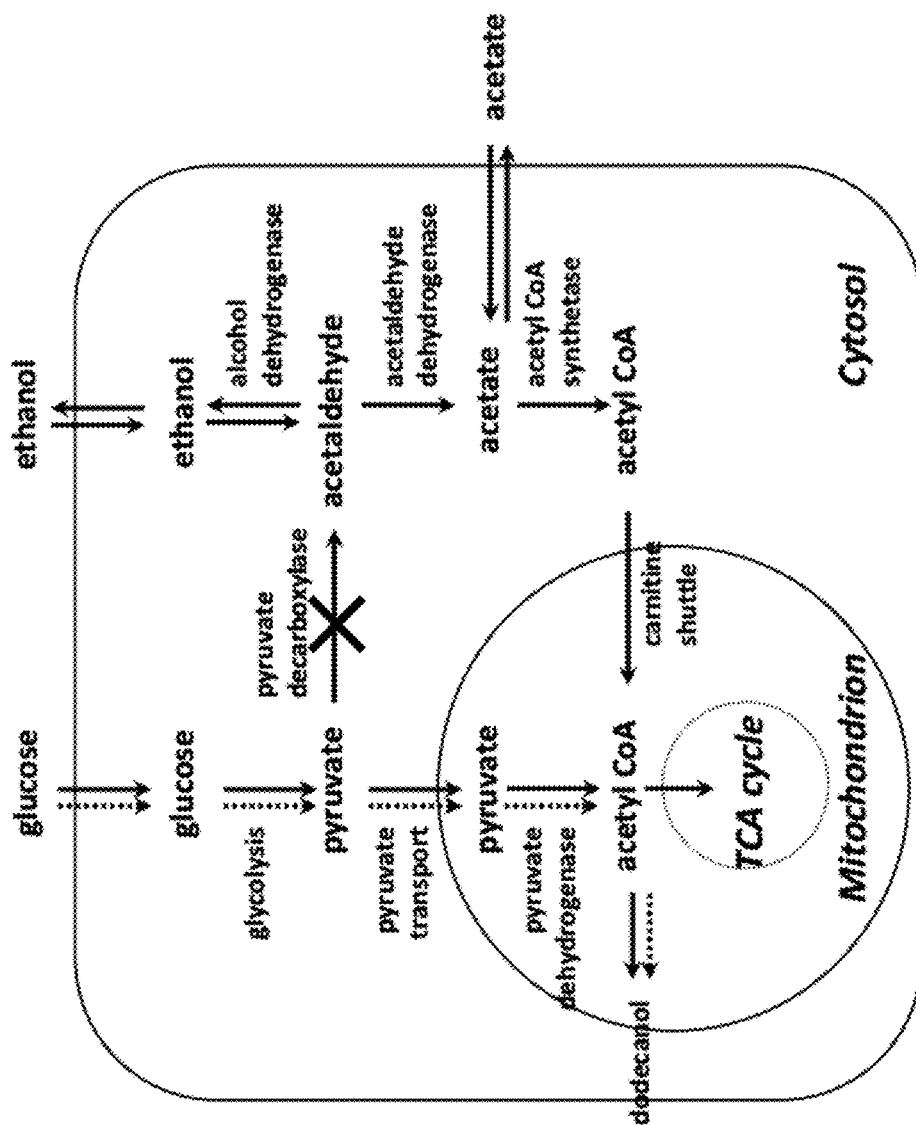 glucose
ethanol
glucose
ethanol
glycolysis
alcohol
dehydrogenase
pyruvate
decarboxylase
pyruvate
acetaldehyde
pyruvate
transport
acetaldehyde
dehydrogenase
pyruvate
acetate
acetate
pyruvate
dehydrogenase
acetyl CoA
synthetase
dodecanol
acetyl CoA
acetyl CoA
carnitine
shuttle
TCA cycle
Mitochondrion
Cytosol